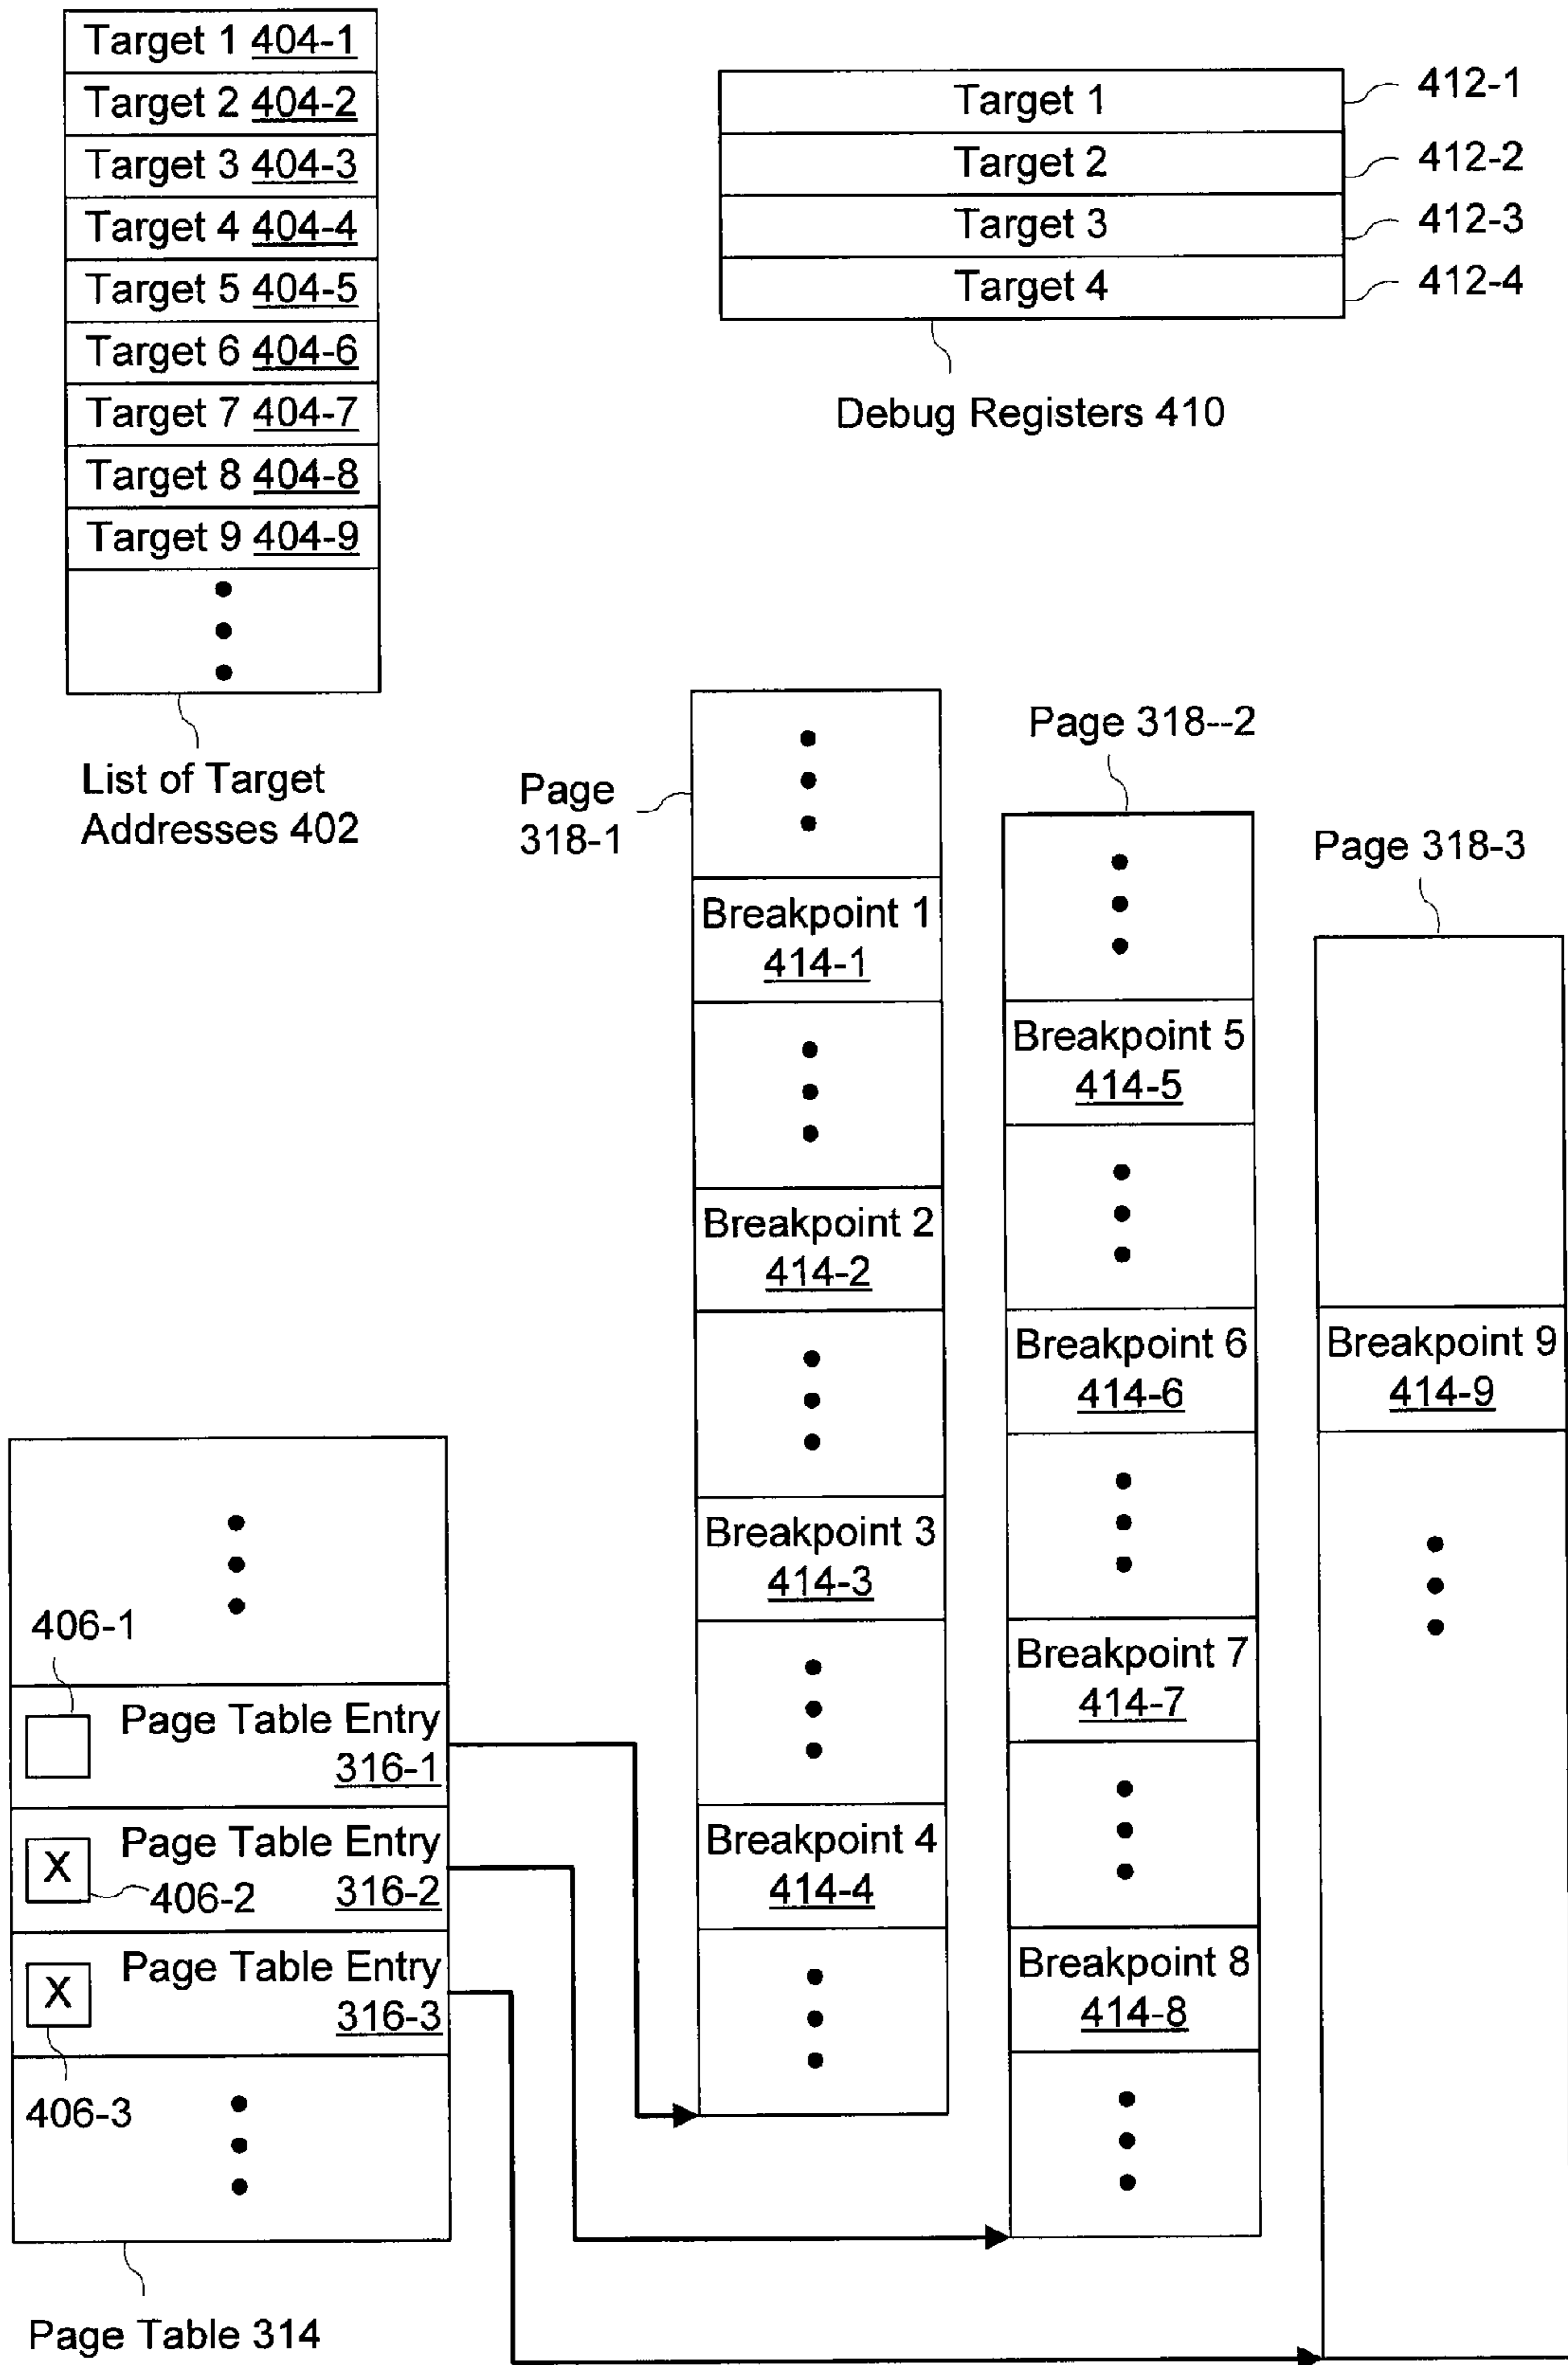 Target 1 404-1
Target 2 404-2
Target 3 404-3
Target 4 404-4
Target 5 404-5
Target 6 404-6
Target 7 404-7
Target 8 404-8
Target 9 404-9
List of Target
Addresses 402
Target 1
412-1
Target 2
412-2
Target 3
412-3
Target 4
412-4
Debug Registers 410
Page
318-1
Breakpoint 1
414-1
Breakpoint 2
414-2
Breakpoint 3
414-3
Breakpoint 4
414-4
Page 318--2
Breakpoint 5
414-5
Breakpoint 6
414-6
Breakpoint 7
414-7
Breakpoint 8
414-8
Page 318-3
Breakpoint 9
414-9
406-1
Page Table Entry
316-1
X
Page Table Entry
406-2
316-2
X
Page Table Entry
316-3
406-3
Page Table 314